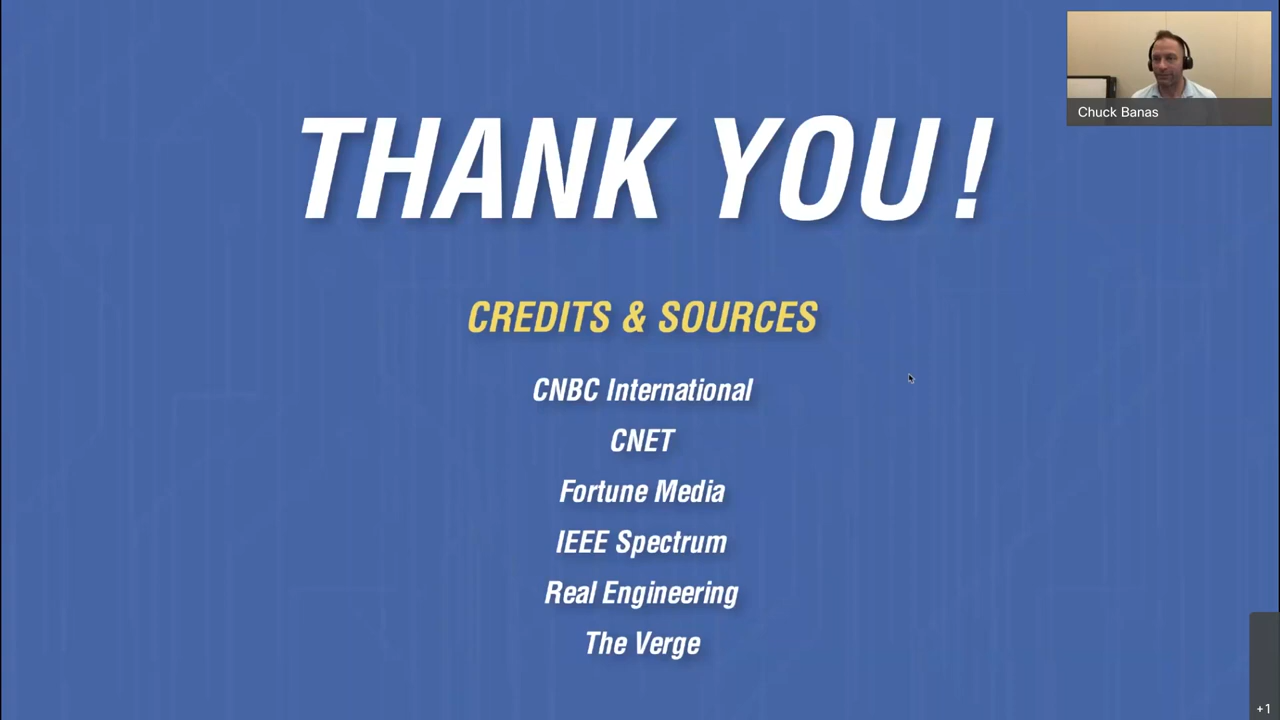 Chuck Banas
THANK YOU!
CREDITS & SOURCES
CNBC International
CNET
Fortune Media
IEEE Spectrum
Real Engineering
The Verge
+1